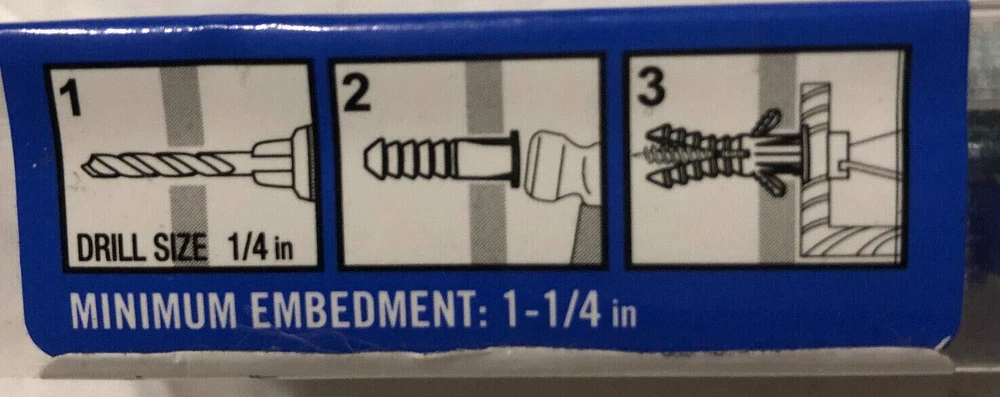 1
2
3
DRILL SIZE 1/4 in
MINIMUM EMBEDMENT: 1-1/4 in